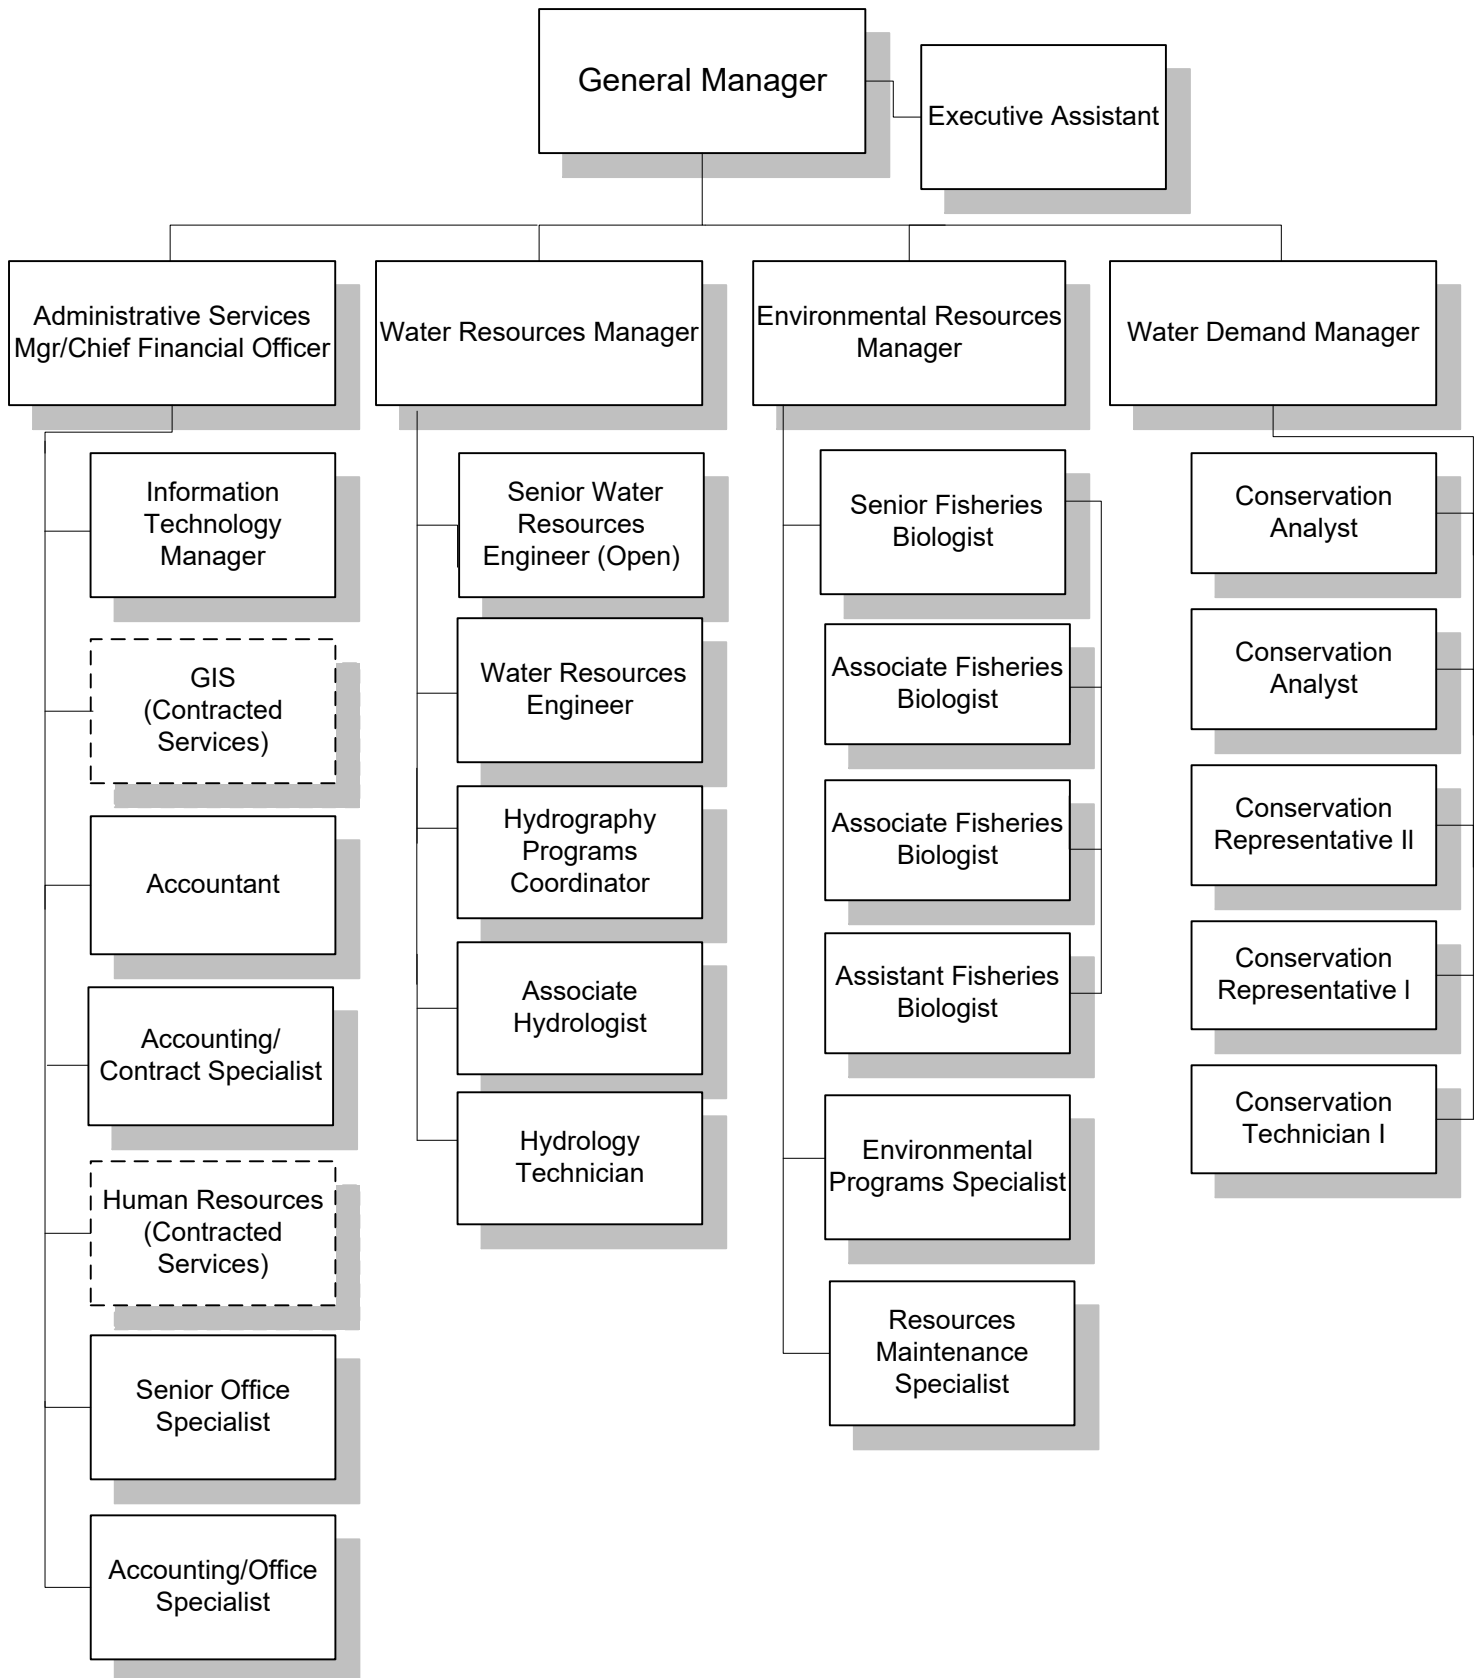 General Manager
Executive Assistant
Administrative Services
Mgr/Chief Financial Officer
Water Resources Manager
Environmental Resources
Manager
Water Demand Manager
Information
Technology
Manager
GIS
(Contracted
Services)
Accountant
Accounting/
Contract Specialist
Human Resources
(Contracted
Services)
Senior Office
Specialist
Accounting/Office
Specialist
Senior Water
Resources
Engineer (Open)
Water Resources
Engineer
Hydrography
Programs
Coordinator
Associate
Hydrologist
Hydrology
Technician
Senior Fisheries
Biologist
Associate Fisheries
Biologist
Associate Fisheries
Biologist
Assistant Fisheries
Biologist
Environmental
Programs Specialist
Resources
Maintenance
Specialist
Conservation
Analyst
Conservation
Analyst
Conservation
Representative II
Conservation
Representative I
Conservation
Technician I